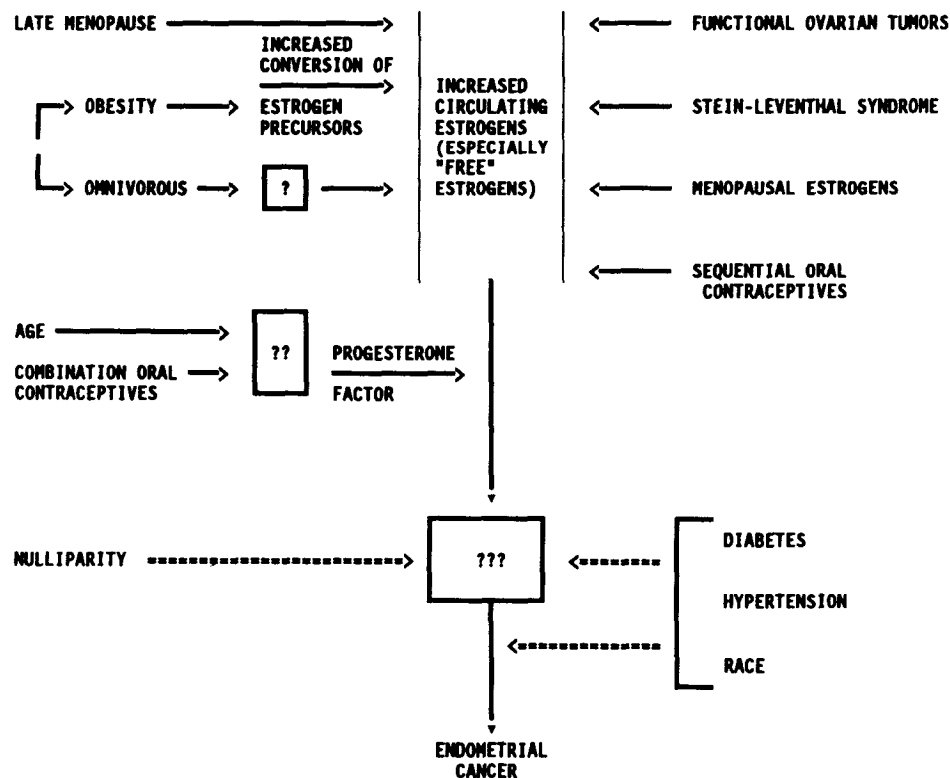 LATE MENOPAUSE
INCREASED
CONVERSION OF
ESTROGEN
PRECURSORS
OBESITY
OMNIVOROUS
?
INCREASED
CIRCULATING
ESTROGENS
(ESPECIALLY
"FREE"
ESTROGENS)
FUNCTIONAL OVARIAN TUMORS
STEIN-LEVENTHAL SYNDROME
MENOPAUSAL ESTROGENS
SEQUENTIAL ORAL
CONTRACEPTIVES
AGE
COMBINATION ORAL
CONTRACEPTIVES
??
PROGESTERONE
FACTOR
NULLIPARITY
???
DIABETES
HYPERTENSION
RACE
ENDOMETRIAL
CANCER